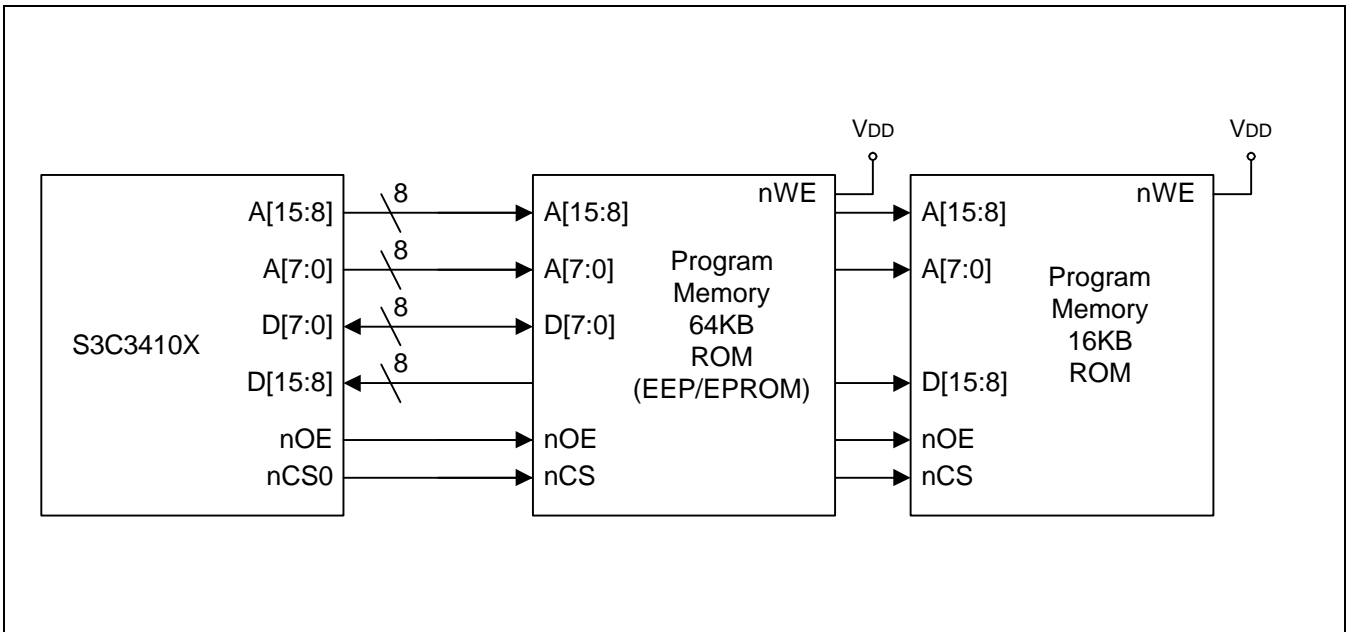 S3C3410X
A[15:8]
A[7:0]
D[7:0]
D[15:8]
nOE
nCS0
8
8
8
8
VDD
nWE
A[15:8]
A[7:0]
D[7:0]
nOE
nCS
Program
Memory
64KB
ROM
(EEP/EPROM)
VDD
nWE
A[15:8]
A[7:0]
D[15:8]
nOE
nCS
Program
Memory
16KB
ROM